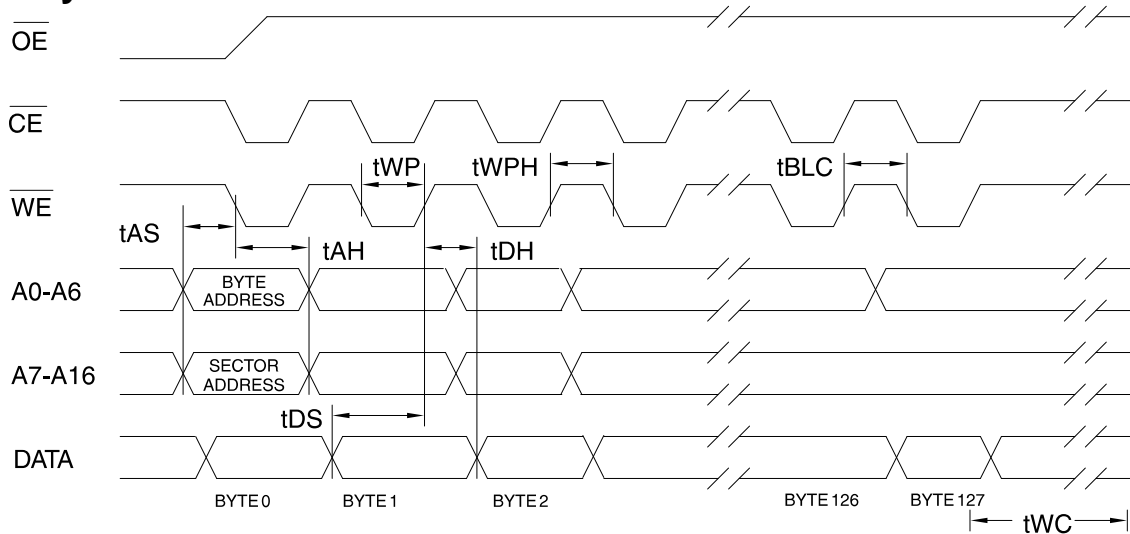 OE
CE
tWP
tWPH
tBLC
WE
tAS
tAH
tDH
A0-A6
BYTE
ADDRESS
A7-A16
SECTOR
ADDRESS
tDS
DATA
BYTE 0
BYTE 1
BYTE 2
BYTE 126
BYTE 127
tWC